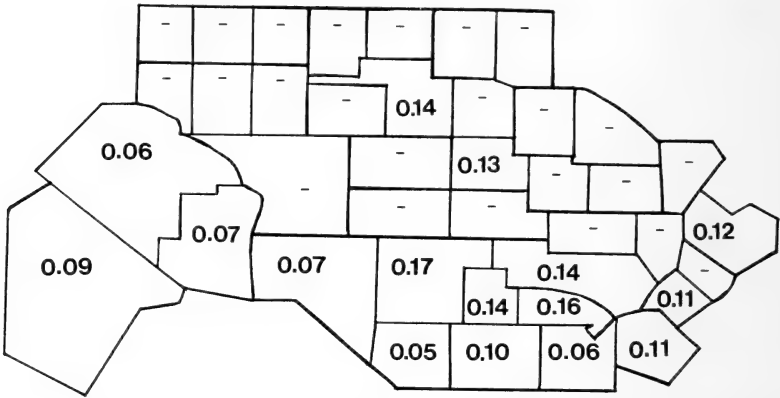 – – – – – – –
– – –
– 0.14 – –
–
0.06 – 0.13 –
– –
– – –
0.07 – – 0.12
0.09 0.07 0.17 0.14 –
0.14 0.16 0.11
0.05 0.10 0.06 0.11